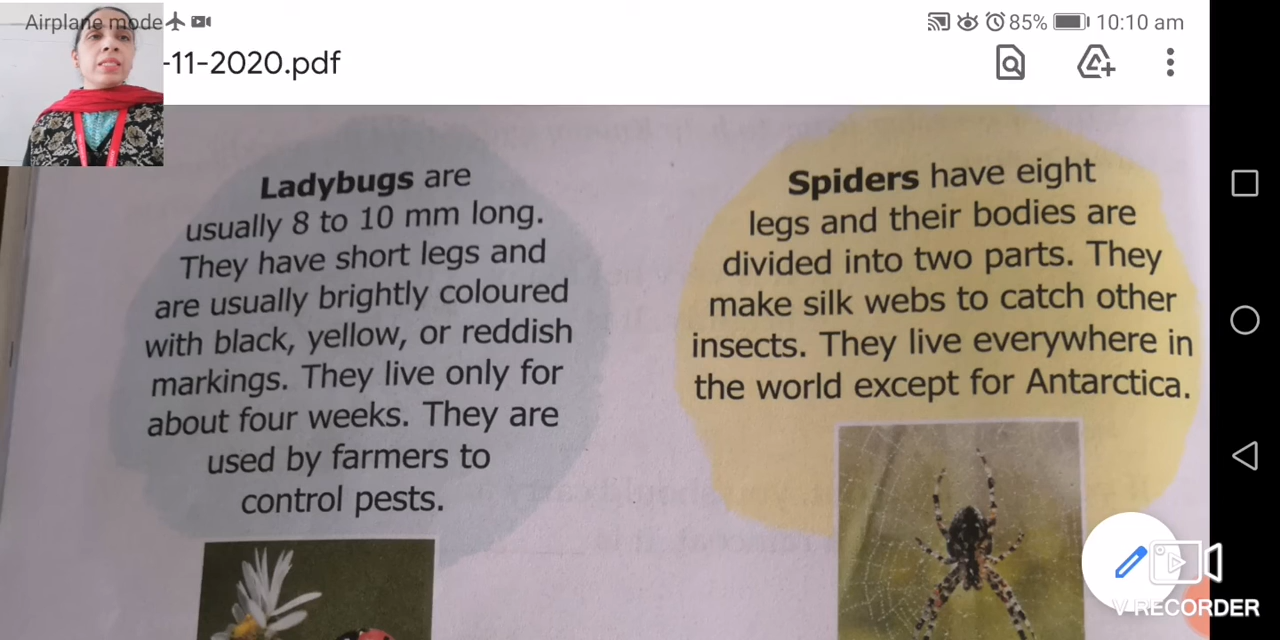 Airplane mode
85% 10:10 am
-11-2020.pdf
Ladybugs are
usually 8 to 10 mm long.
They have short legs and
are usually brightly coloured
with black, yellow, or reddish
markings. They live only for
about four weeks. They are
used by farmers to
control pests.
Spiders have eight
legs and their bodies are
divided into two parts. They
make silk webs to catch other
insects. They live everywhere in
the world except for Antarctica.
V RECORDER